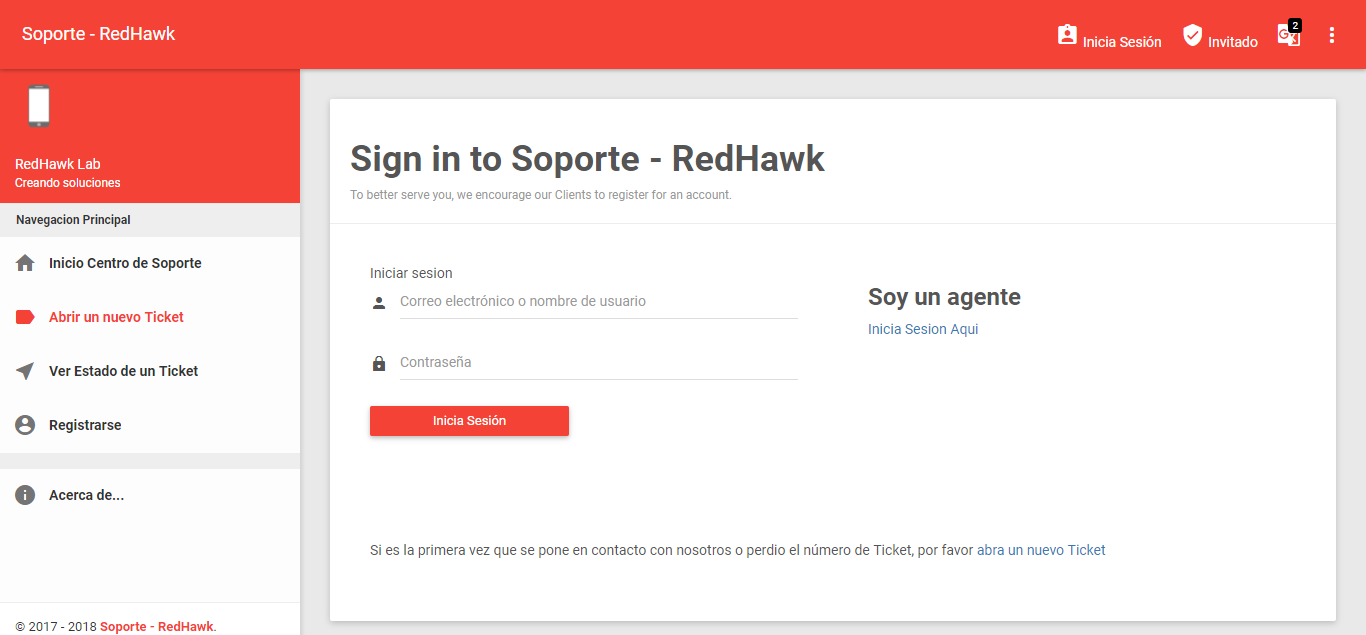 Soporte - RedHawk
Inicia Sesión
Invitado
2
RedHawk Lab
Creando soluciones
Navegacion Principal
Inicio Centro de Soporte
Abrir un nuevo Ticket
Ver Estado de un Ticket
Registrarse
Acerca de...
© 2017 - 2018 Soporte - RedHawk.
Sign in to Soporte - RedHawk
To better serve you, we encourage our Clients to register for an account.
Iniciar sesion
Correo electrónico o nombre de usuario
Contraseña
Inicia Sesión
Soy un agente
Inicia Sesion Aqui
Si es la primera vez que se pone en contacto con nosotros o perdio el número de Ticket, por favor abra un nuevo Ticket